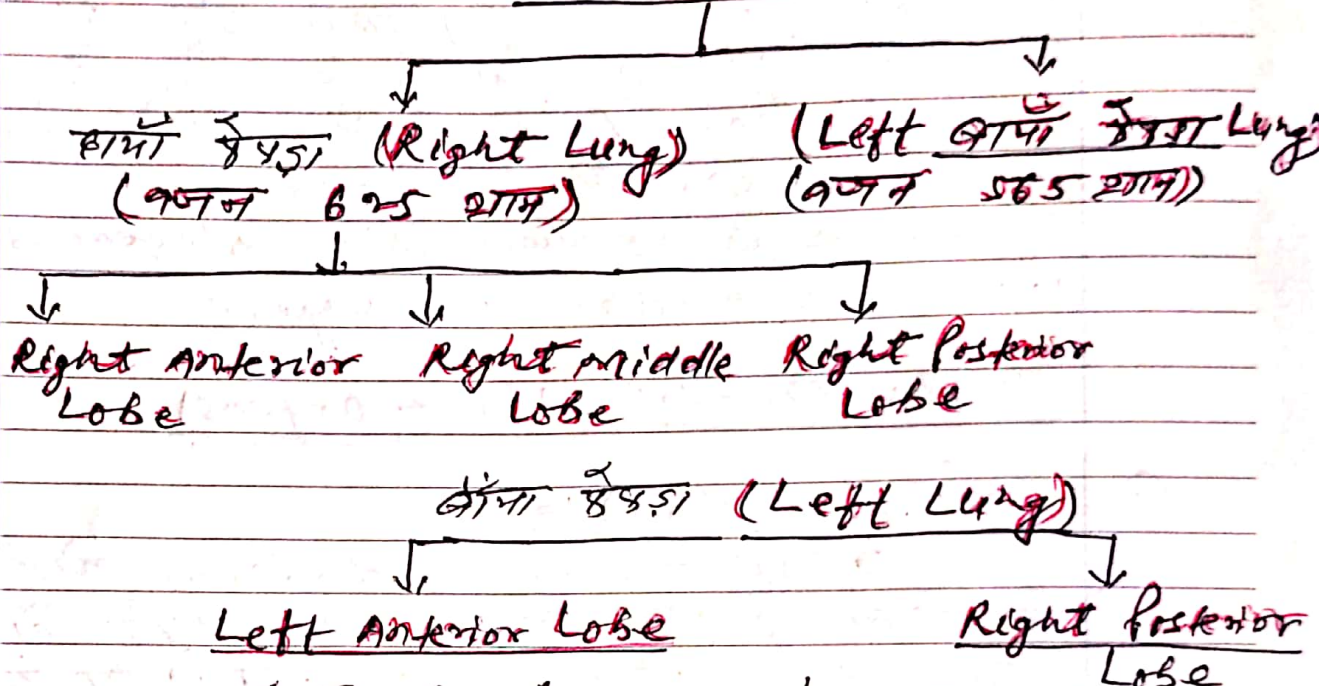 दायाँ फेफड़ा (Right Lung) (Left बायाँ फेफड़ा Lung)
(वजन 625 ग्राम) (वजन 565 ग्राम)
Right Anterior Right Middle Right Posterior
Lobe Lobe Lobe
बांया फेफड़ा (Left Lung)
Left Anterior Lobe Right Posterior
Lobe